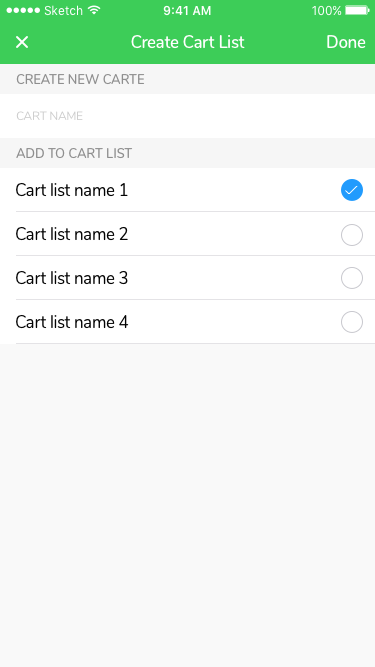 Sketch 9:41 AM 100%
Create Cart List Done
CREATE NEW CARTE
CART NAME
ADD TO CART LIST
Cart list name 1
Cart list name 2
Cart list name 3
Cart list name 4